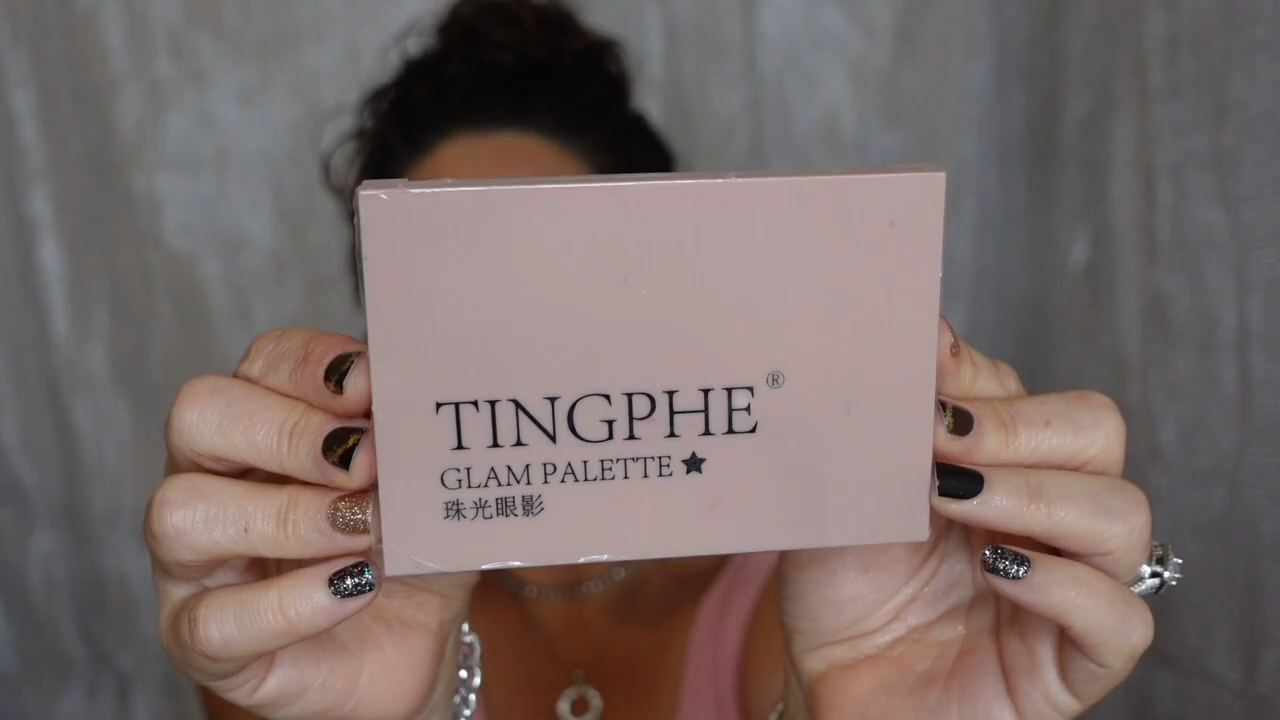 TINGPHE®
GLAM PALETTE★
珠光眼影